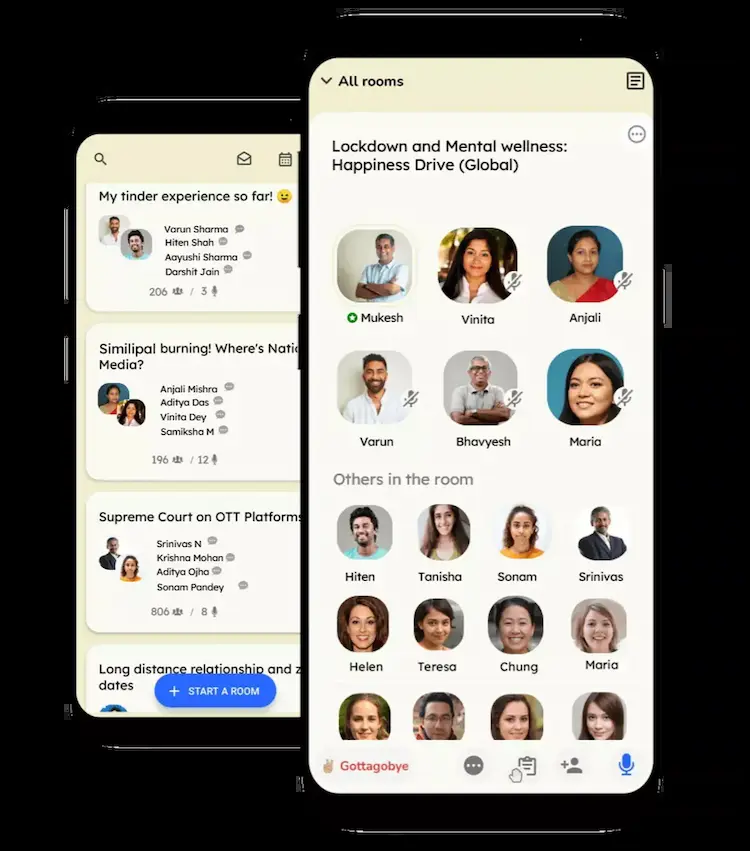 My tinder experience so far! 😉
Varun Sharma
Hiten Shah
Aayushi Sharma
Darshit Jain
206 / 3
Similipal burning! Where's Natio
Media?
Anjali Mishra
Aditya Das
Vinita Dey
Samiksha M
196 / 12
Supreme Court on OTT Platforms
Srinivas N
Krishna Mohan
Aditya Ojha
Sonam Pandey
806 / 8
Long distance relationship and z
dates
+ START A ROOM
All rooms
Lockdown and Mental wellness:
Happiness Drive (Global)
Mukesh
Vinita
Anjali
Varun
Bhavyesh
Maria
Others in the room
Hiten
Tanisha
Sonam
Srinivas
Helen
Teresa
Chung
Maria
✌🏼 Gottagobye